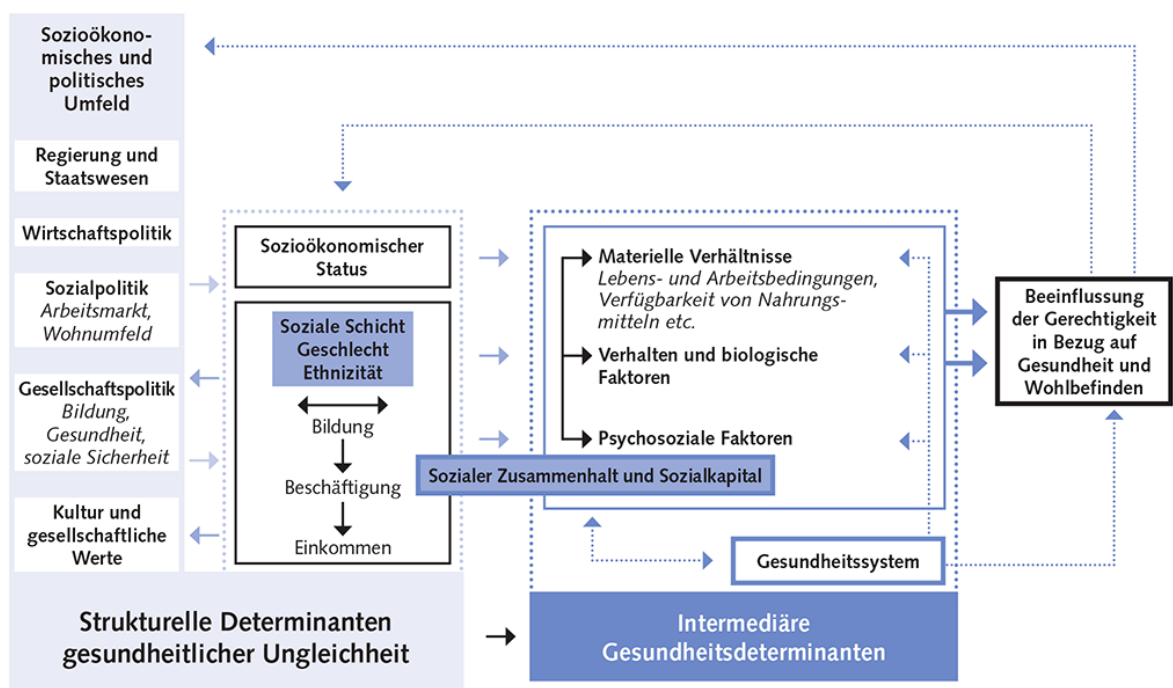 Sozioökono-
misches und
politisches
Umfeld
Regierung und
Staatswesen
Wirtschaftspolitik
Sozialpolitik
Arbeitsmarkt,
Wohnumfeld
Gesellschaftspolitik
Bildung,
Gesundheit,
soziale Sicherheit
Kultur und
gesellschaftliche
Werte
Sozioökonomischer
Status
Soziale Schicht
Geschlecht
Ethnizität
Bildung
Beschäftigung
Einkommen
Strukturelle Determinanten
gesundheitlicher Ungleichheit
Materielle Verhältnisse
Lebens- und Arbeitsbedingungen,
Verfügbarkeit von Nahrungs-
mitteln etc.
Verhalten und biologische
Faktoren
Psychosoziale Faktoren
Sozialer Zusammenhalt und Sozialkapital
Gesundheitssystem
Intermediäre
Gesundheitsdeterminanten
Beeinflussung
der Gerechtigkeit
in Bezug auf
Gesundheit und
Wohlbefinden